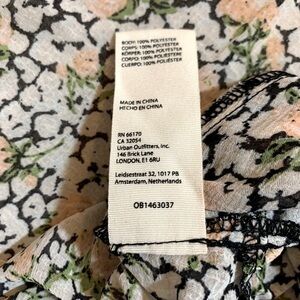 BODY: 100% POLYESTER
CORPS: 100% POLYESTER
KÖRPER: 100% POLYESTER
CORPO: 100% POLIESTERE
CUERPO: 100% POLIÉSTER
MADE IN CHINA
HECHO EN CHINA
RN 66170
CA 32054
Urban Outfitters, Inc.
146 Brick Lane
LONDON, E1 6RU
Leidsestraat 32, 1017 PB
Amsterdam, Netherlands
OB1463037